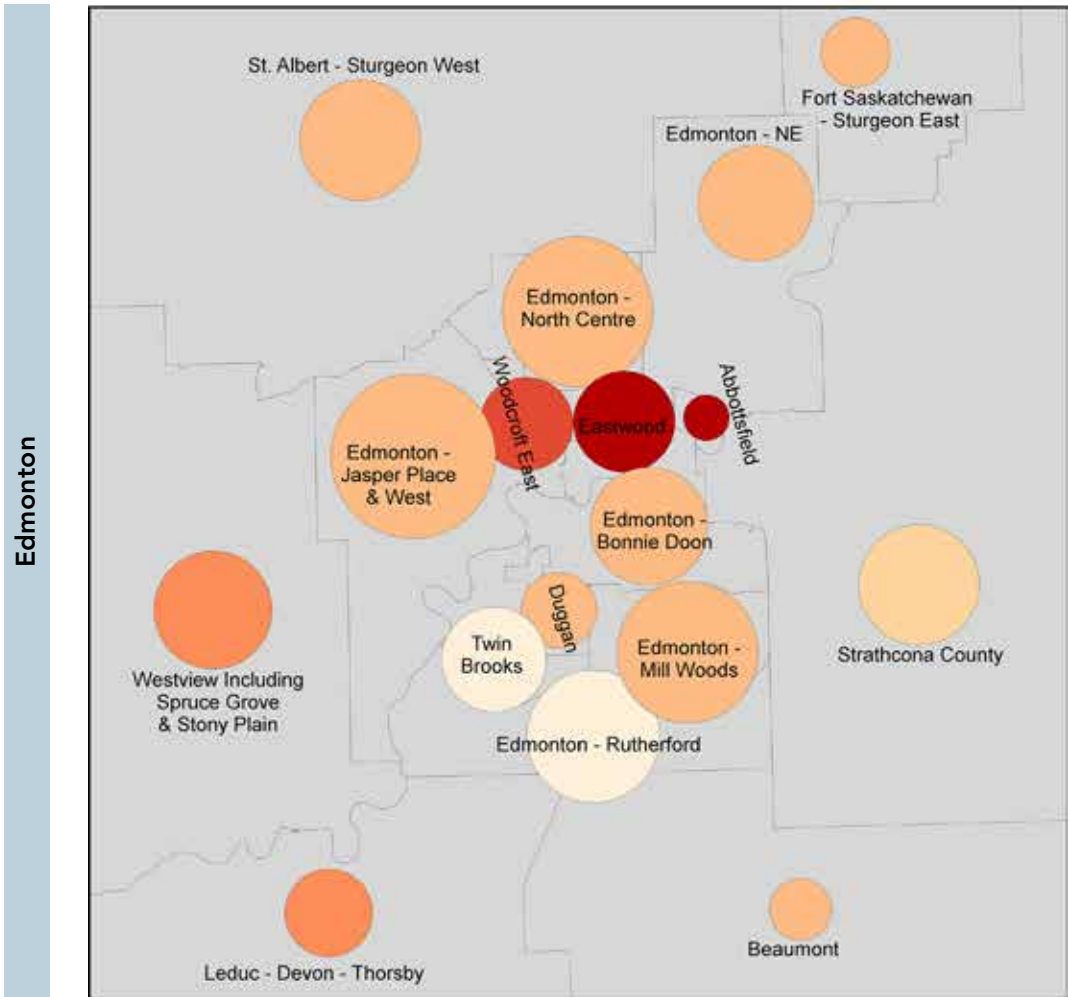 Edmonton
St. Albert - Sturgeon West
Fort Saskatchewan
- Sturgeon East
Edmonton - NE
Edmonton -
North Centre
Woodcroft East
Eastwood
Abbottsfield
Edmonton -
Jasper Place
& West
Edmonton -
Bonnie Doon
Duggan
Twin
Brooks
Edmonton -
Mill Woods
Strathcona County
Westview Including
Spruce Grove
& Stony Plain
Edmonton - Rutherford
Leduc - Devon - Thorsby
Beaumont